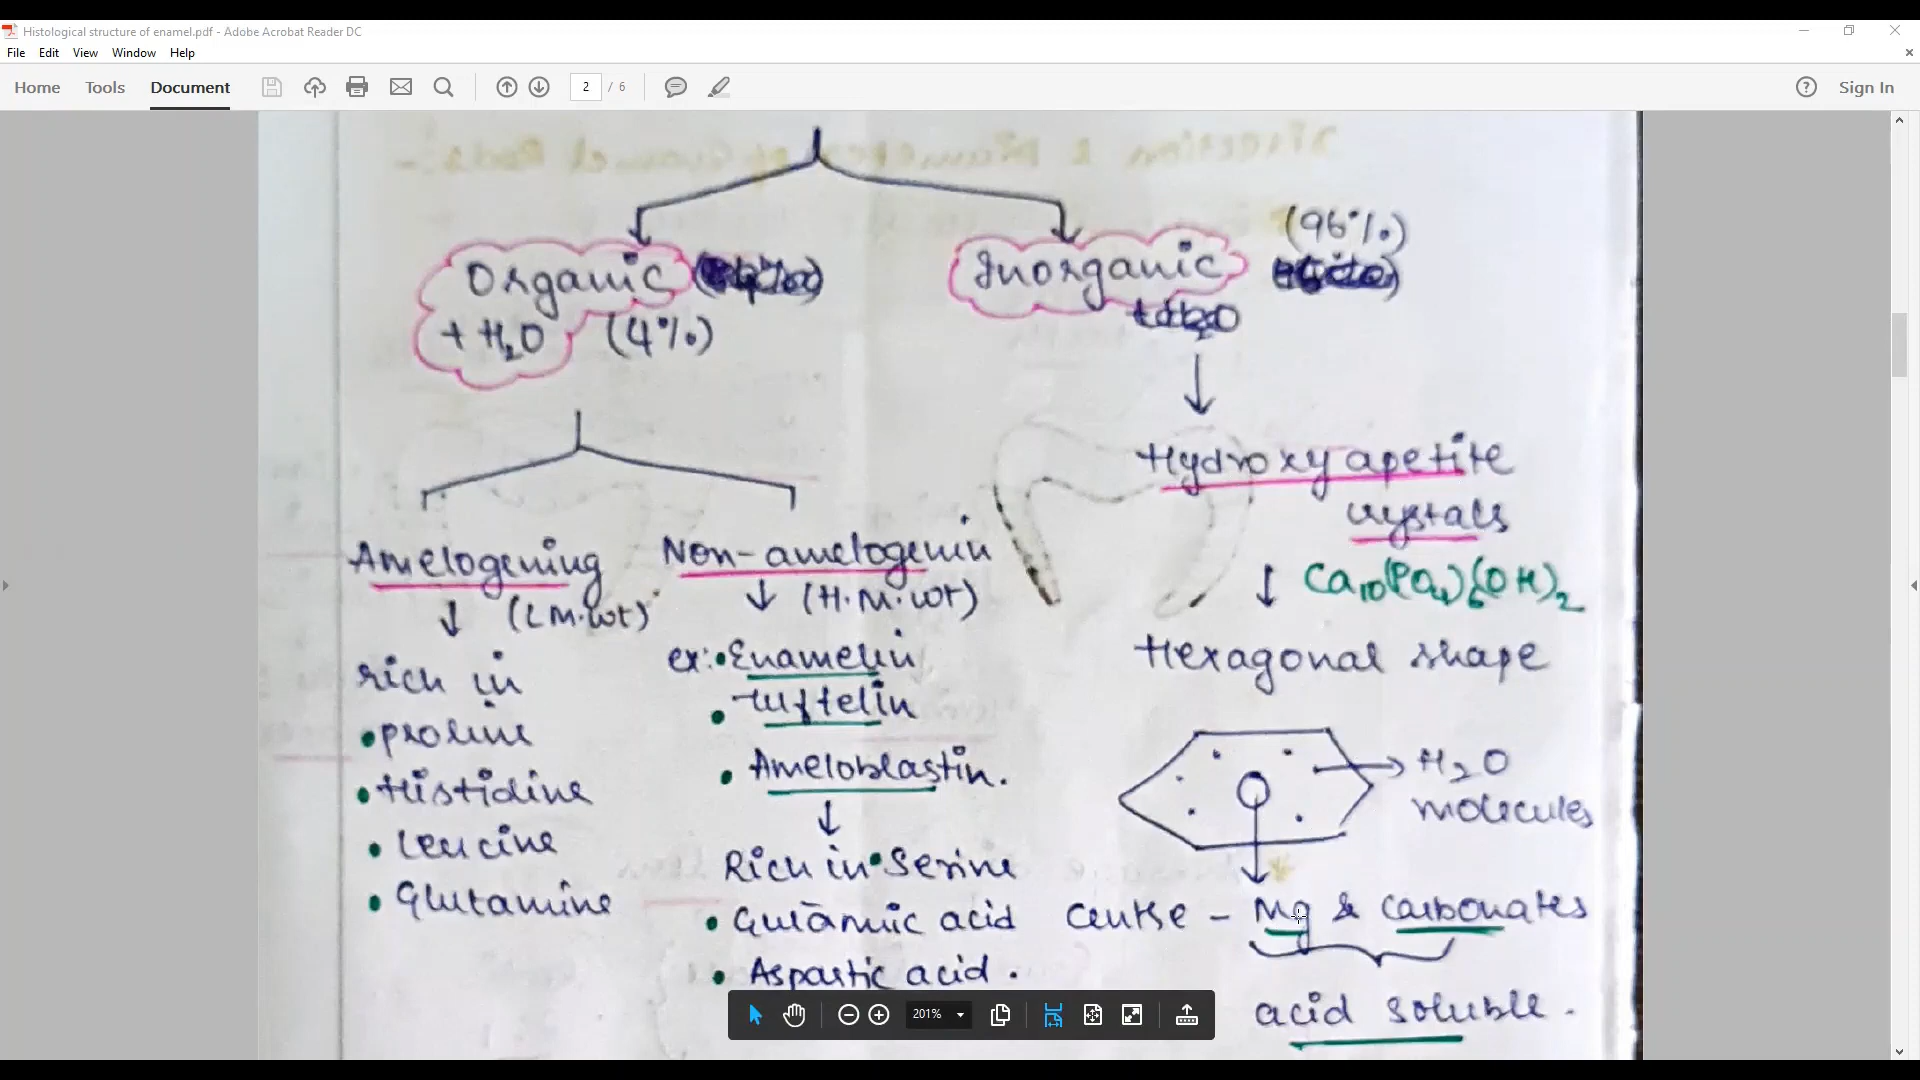 Histological structure of enamel.pdf - Adobe Acrobat Reader DC
File Edit View Window Help
Home Tools Document 2 / 6 Sign In
(96%)
Organic Inorganic
+ H2O (4%)
Hydroxy apetite
crystals
Amelogening Non-amelogenin
Ca10(PO4)6(OH)2
(L M.wt) (H.M.wt)
rich in ex: • Enamelin Hexagonal shape
• tuftelin
• proline
• Histidine • Ameloblastin. H2O
molecules
• Leucine Rich in • Serine
• Glutamine • Gutamic acid centre - Mg & Carbonates
• Aspartic acid.
acid soluble.
201%